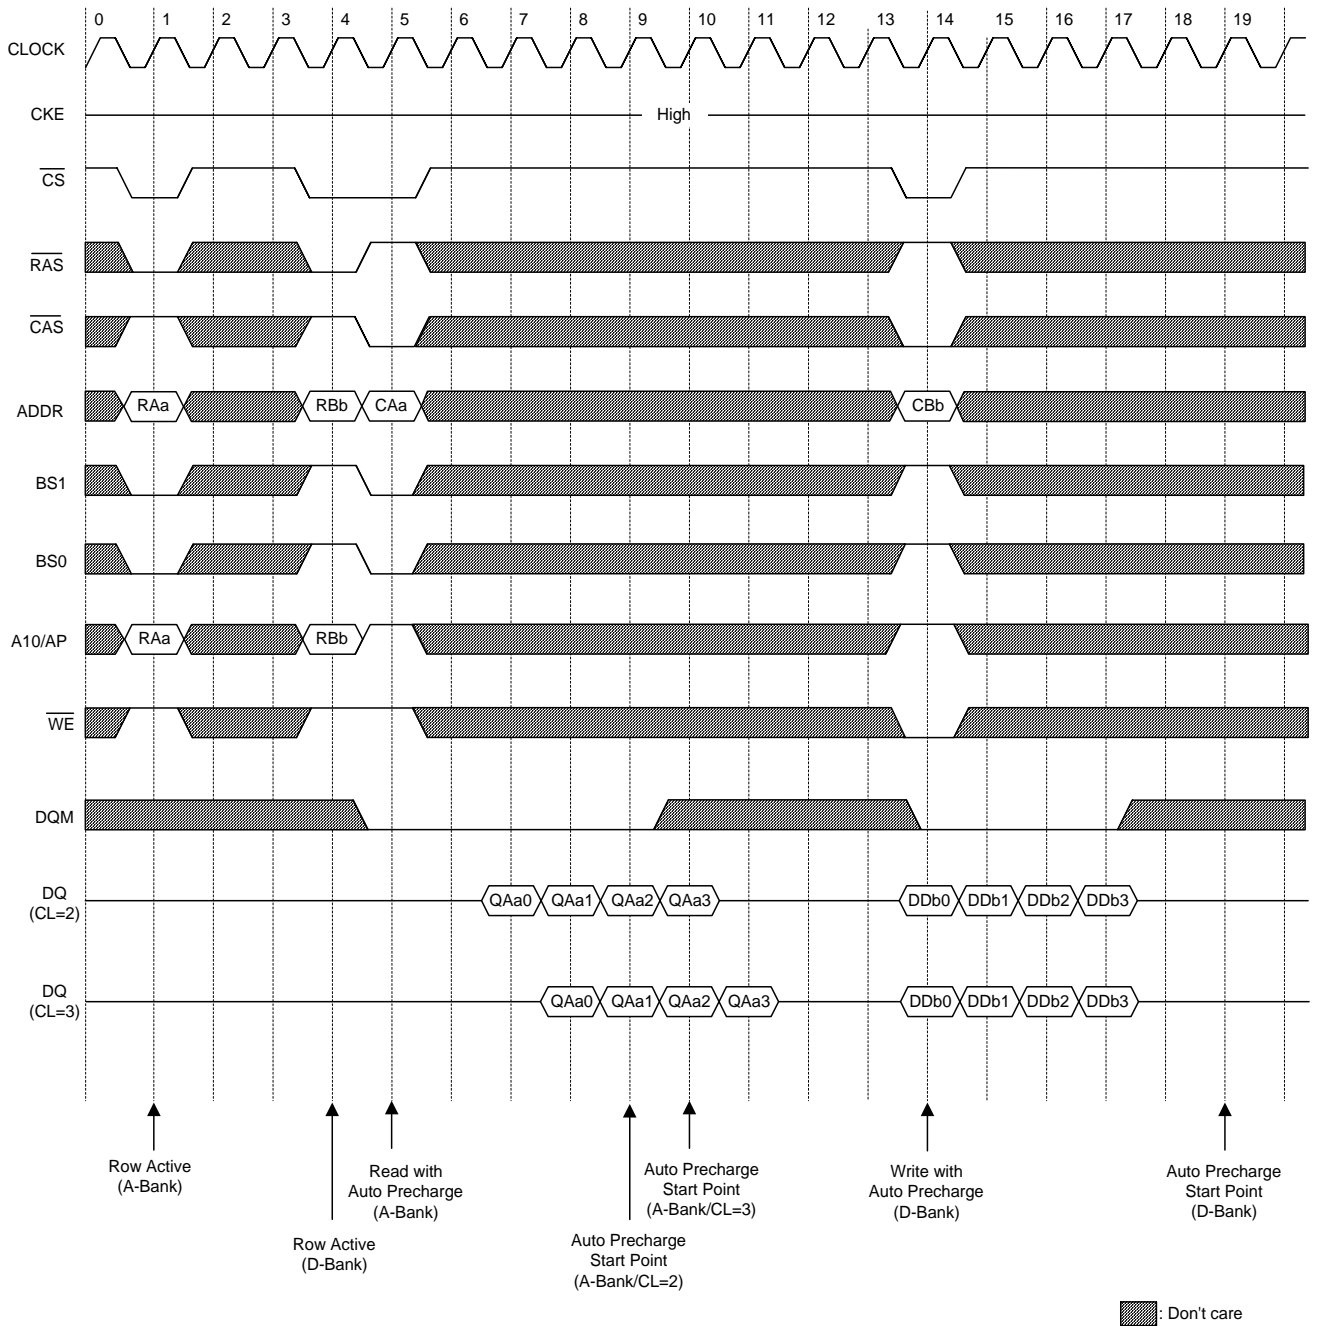 0 1 2 3 4 5 6 7 8 9 10 11 12 13 14 15 16 17 18 19
CLOCK
CKE
High
CS
RAS
CAS
ADDR
RAa
RBb
CAa
CBb
BS1
BS0
A10/AP
RAa
RBb
WE
DQM
DQ
(CL=2)
QAa0
QAa1
QAa2
QAa3
DDb0
DDb1
DDb2
DDb3
DQ
(CL=3)
QAa0
QAa1
QAa2
QAa3
DDb0
DDb1
DDb2
DDb3
Row Active
(A-Bank)
Row Active
(D-Bank)
Read with
Auto Precharge
(A-Bank)
Auto Precharge
Start Point
(A-Bank/CL=2)
Auto Precharge
Start Point
(A-Bank/CL=3)
Write with
Auto Precharge
(D-Bank)
Auto Precharge
Start Point
(D-Bank)
: Don't care